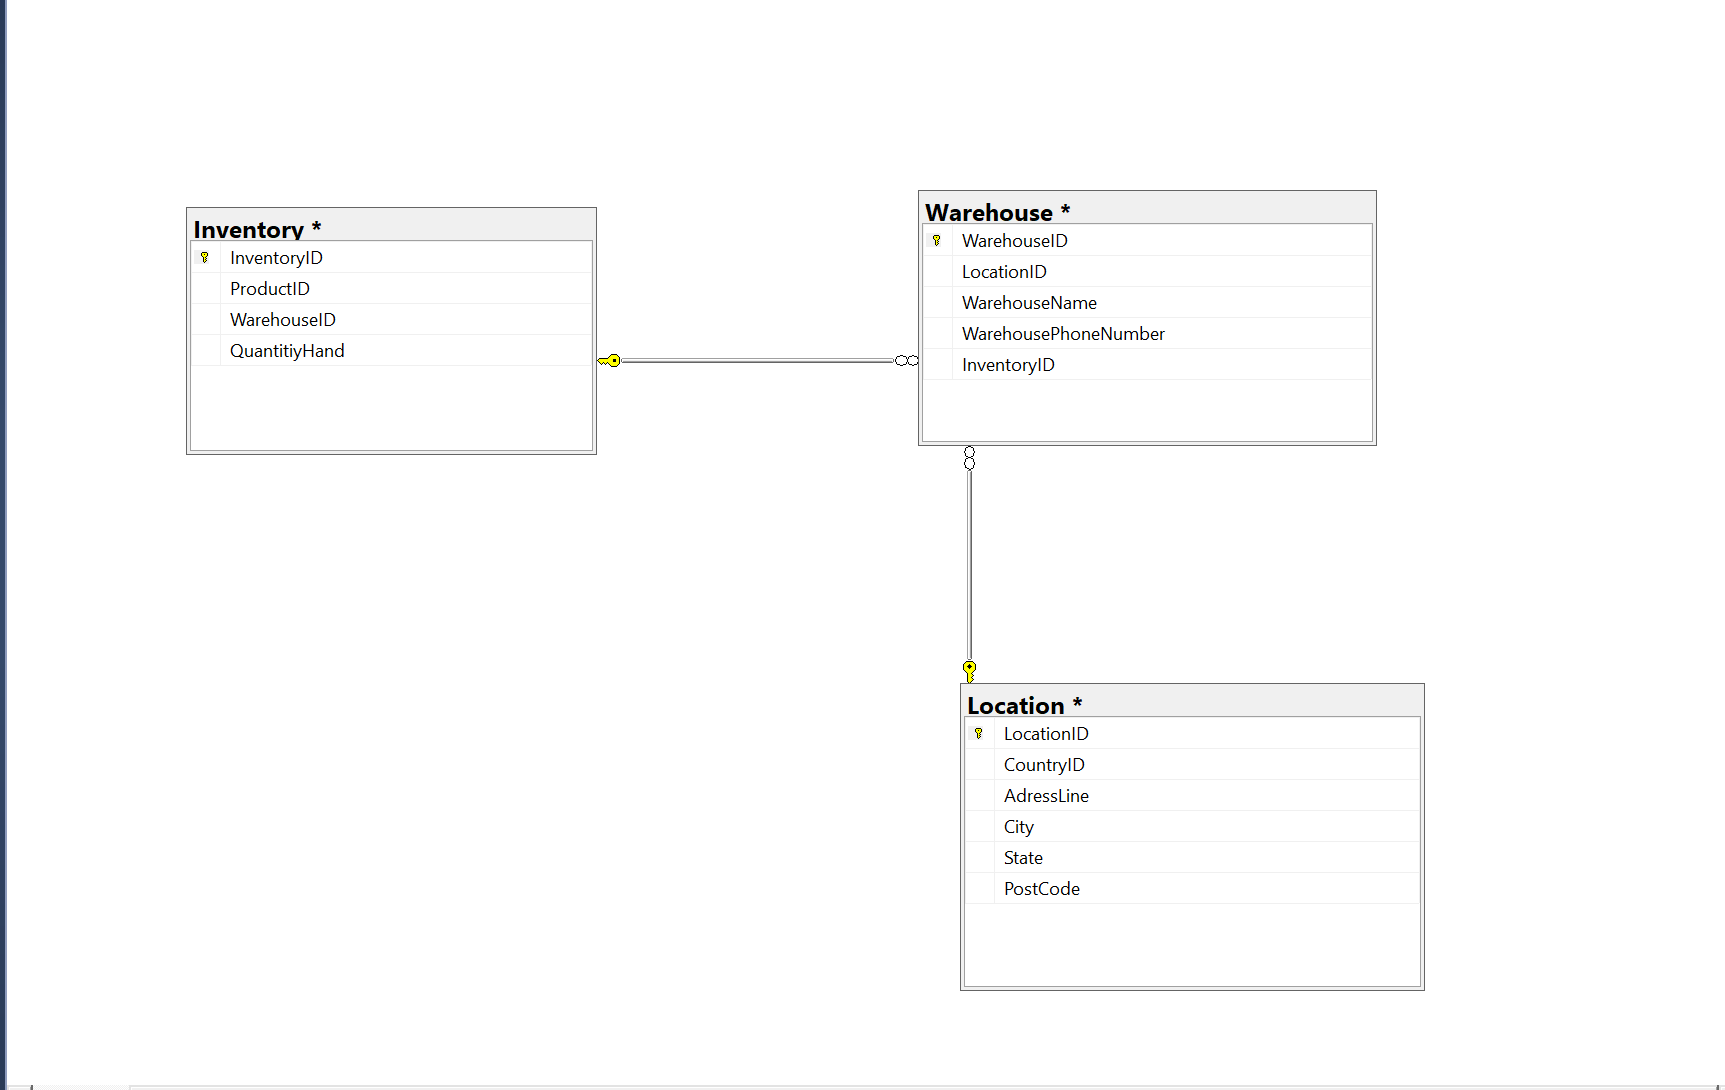 Inventory *
InventoryID
ProductID
WarehouseID
QuantitiyHand
Warehouse *
WarehouseID
LocationID
WarehouseName
WarehousePhoneNumber
InventoryID
Location *
LocationID
CountryID
AdressLine
City
State
PostCode